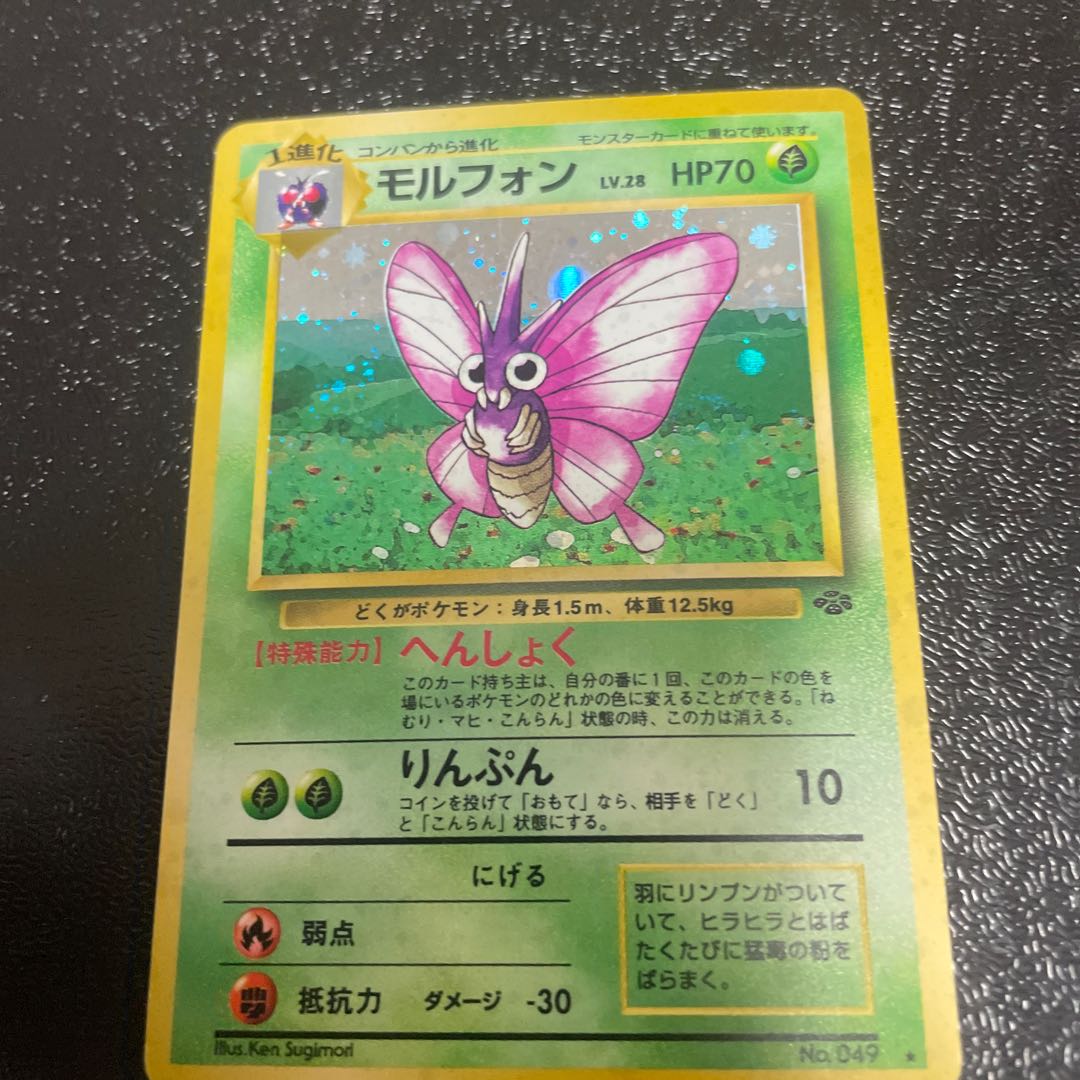 1進化 コンパンから進化 モンスターカードに重ねて使います。
モルフォン LV.28 HP70
どくがポケモン：身長1.5m、体重12.5kg
【特殊能力】へんしょく
このカード持ち主は、自分の番に1回、このカードの色を
場にいるポケモンのどれかの色に変えることができる。「ね
むり・マヒ・こんらん」状態の時、この力は消える。
りんぷん 10
コインを投げて「おもて」なら、相手を「どく」
と「こんらん」状態にする。
にげる
弱点
抵抗力 ダメージ -30
羽にリンプンがついて
いて、ヒラヒラとはば
たくたびに猛毒の粉を
ばらまく。
Illus. Ken Sugimori No. 049 ★